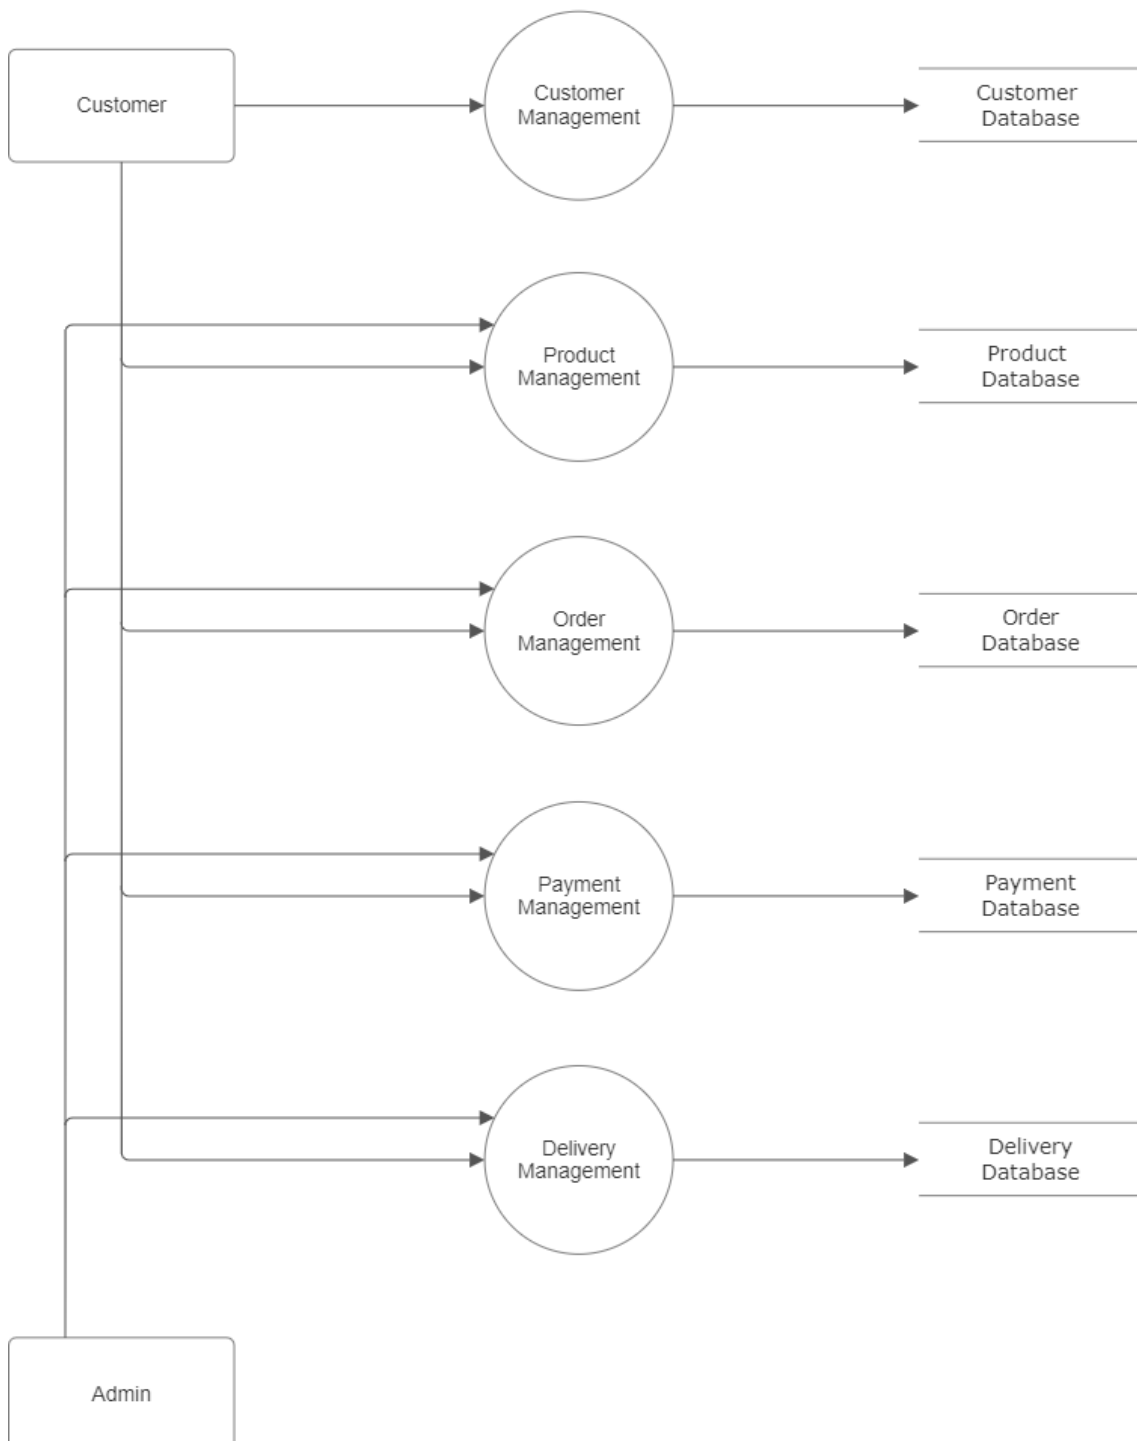 Customer
Customer
Management
Customer
Database
Product
Management
Product
Database
Order
Management
Order
Database
Payment
Management
Payment
Database
Delivery
Management
Delivery
Database
Admin